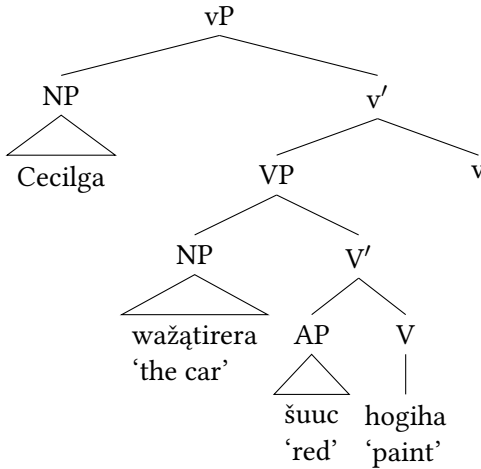 vP
NP v′
Cecilga VP v
NP V′
wažątirera AP V
‘the car’
šuuc hogiha
‘red’ ‘paint’